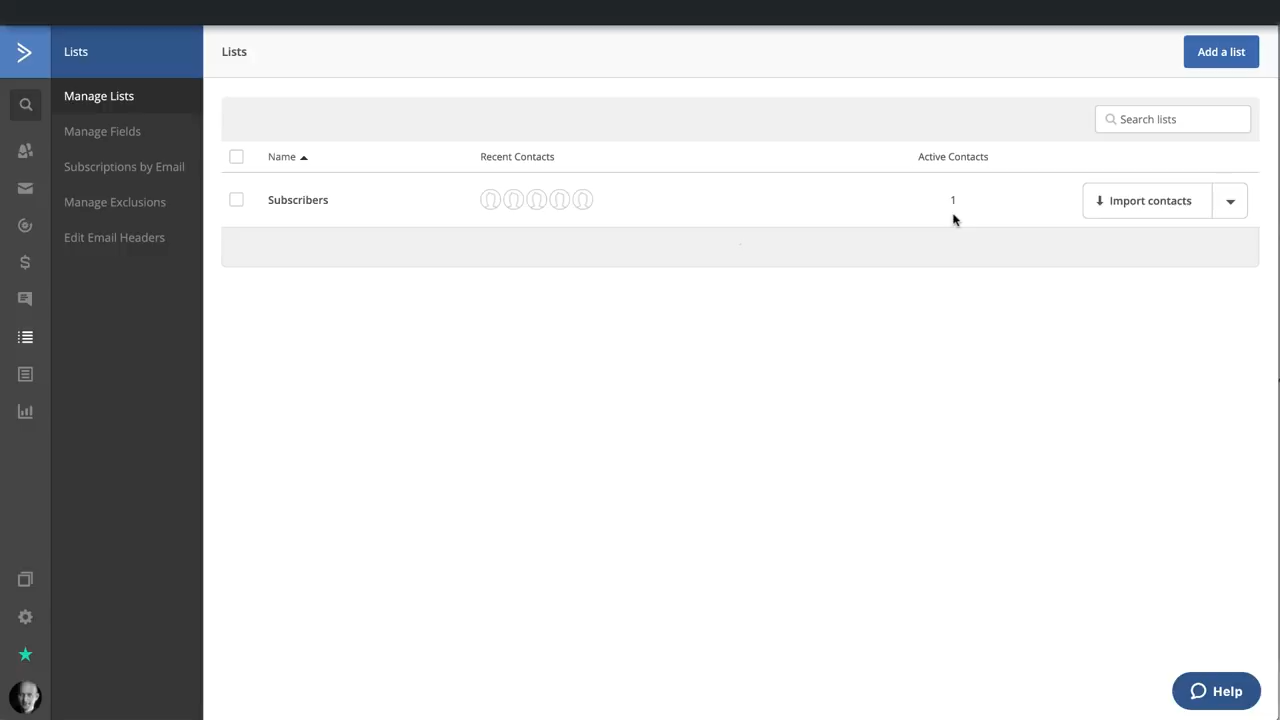 Lists
Manage Lists
Manage Fields
Subscriptions by Email
Manage Exclusions
Edit Email Headers
Lists
Add a list
Search lists
Name Recent Contacts Active Contacts
Subscribers 1 Import contacts
Help